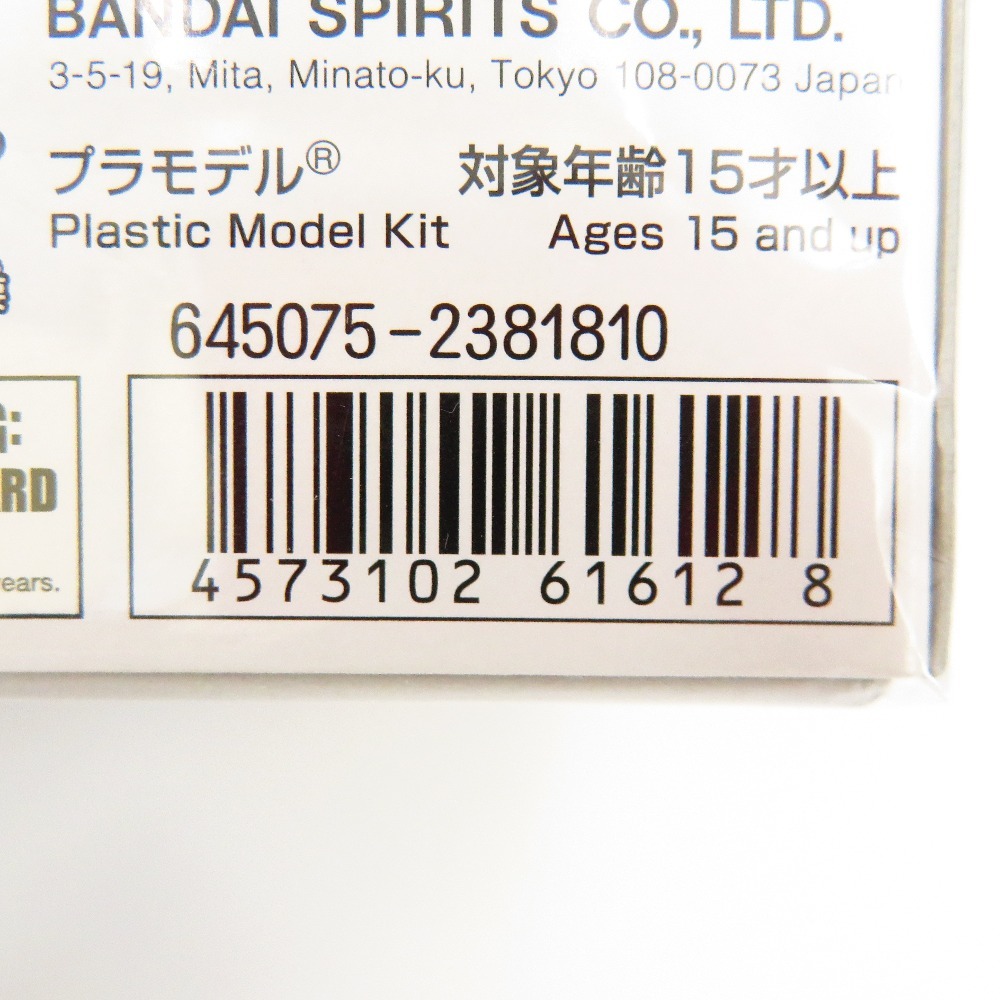 BANDAI SPIRITS CO., LTD.
3-5-19, Mita, Minato-ku, Tokyo 108-0073 Japan
プラモデル® 対象年齢15才以上
Plastic Model Kit Ages 15 and up
645075-2381810
4573102 61612 8